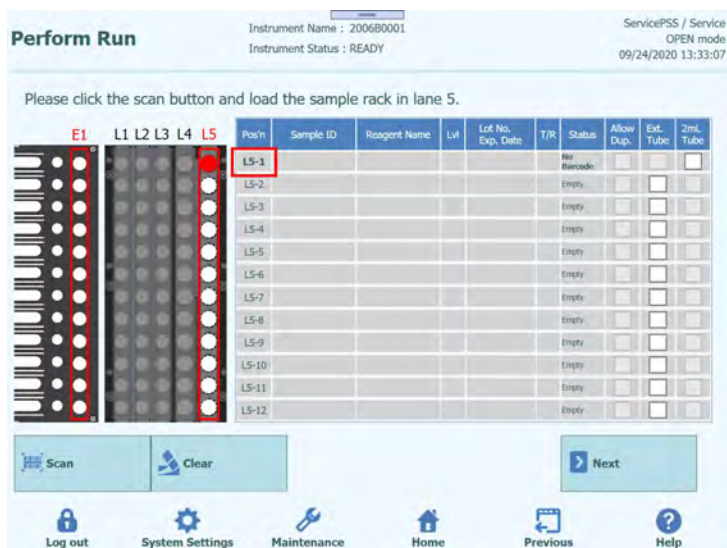 Perform Run
Instrument Name : 2006B0001
Instrument Status : READY
ServicePSS / Service
OPEN mode
09/24/2020 13:33:07
Please click the scan button and load the sample rack in lane 5.
E1 L1 L2 L3 L4 L5
Pos'n Sample ID Reagent Name Lvl Lot No. Exp. Date T/R Status Allow Dup. Ext. Tube 2mL Tube
L5-1 No Barcode
L5-2 Empty
L5-3 Empty
L5-4 Empty
L5-5 Empty
L5-6 Empty
L5-7 Empty
L5-8 Empty
L5-9 Empty
L5-10 Empty
L5-11 Empty
L5-12 Empty
Scan Clear Next
Log out System Settings Maintenance Home Previous Help